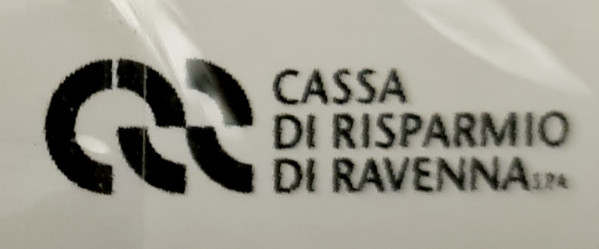 CASSA
DI RISPARMIO
DI RAVENNA S.P.A.